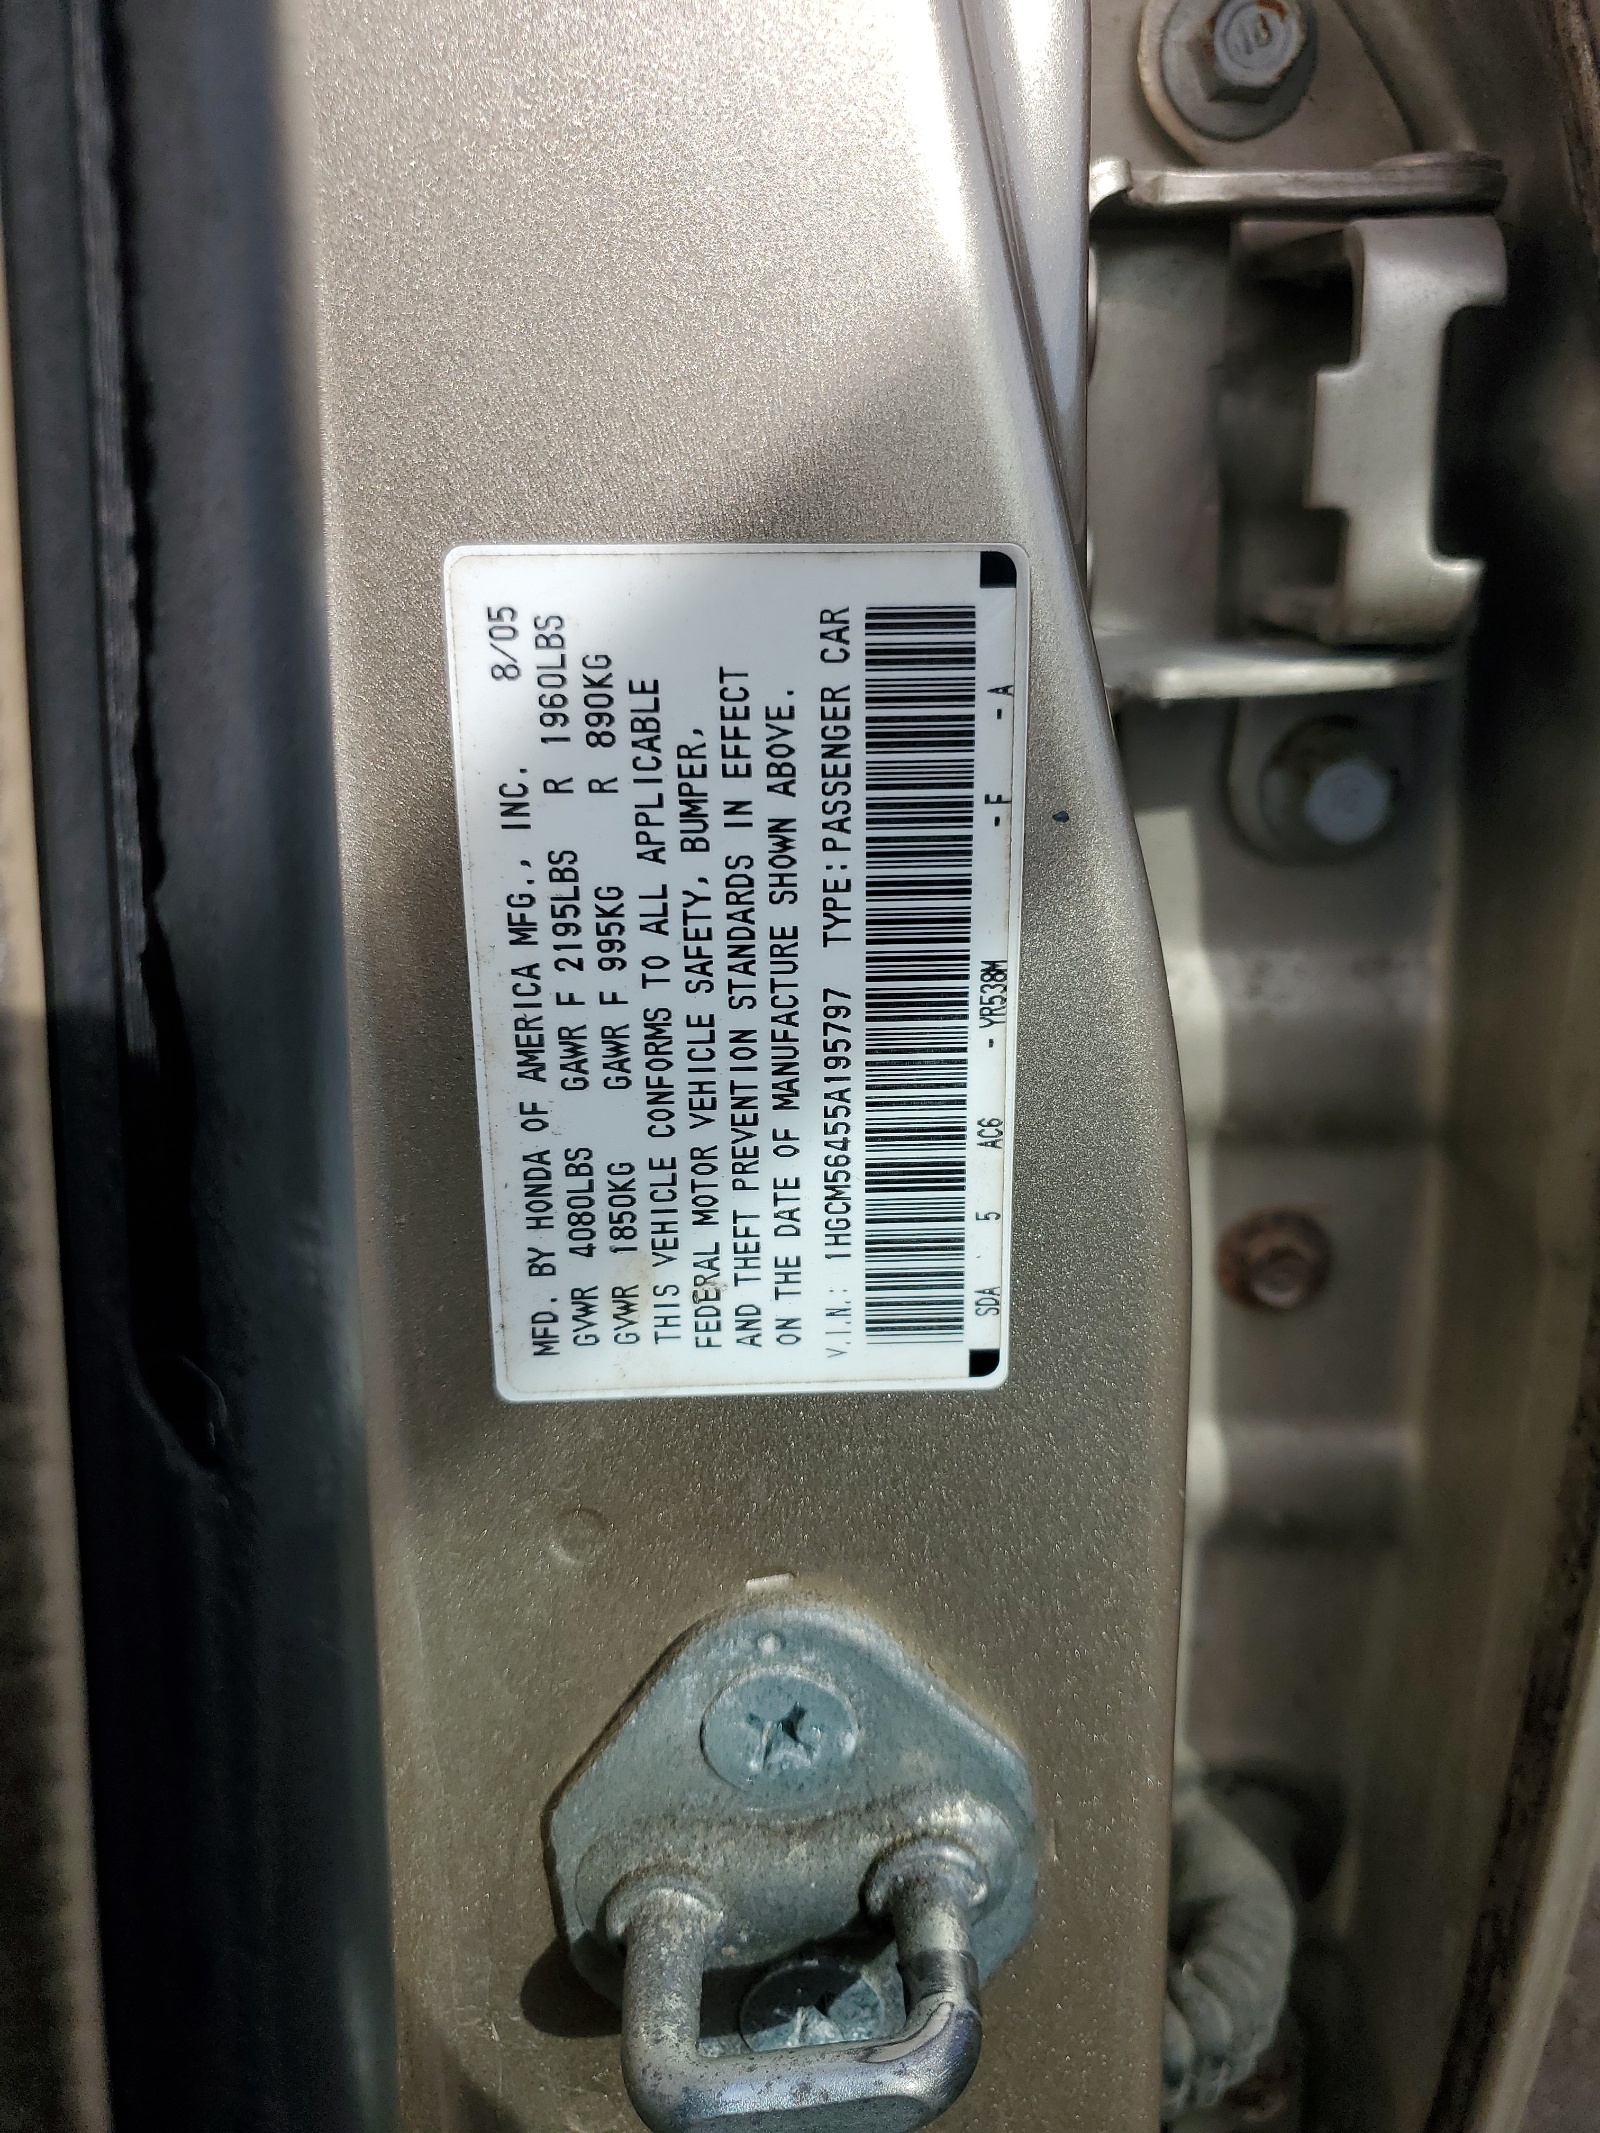 MFD. BY HONDA OF AMERICA MFG., INC. 8/05
GVWR 4080LBS GAWR F 2195LBS R 1960LBS
GVWR 1850KG GAWR F 995KG R 890KG
THIS VEHICLE CONFORMS TO ALL APPLICABLE
FEDERAL MOTOR VEHICLE SAFETY, BUMPER,
AND THEFT PREVENTION STANDARDS IN EFFECT
ON THE DATE OF MANUFACTURE SHOWN ABOVE.
V.I.N.: 1HGCM56455A195797 TYPE:PASSENGER CAR
SDA 5 AC6 - YR538M - F - A